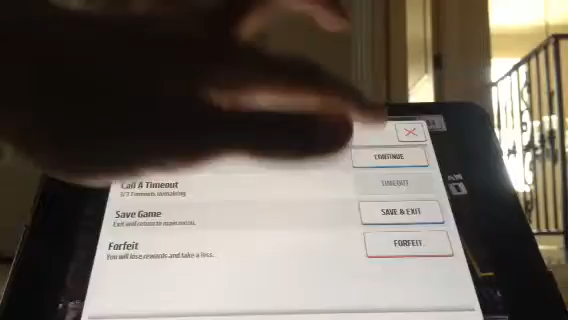 CONTINUE
Call A Timeout
TIMEOUT
Save Game
Exit and return to main menu.
SAVE & EXIT
Forfeit
You will lose rewards and take a loss.
FORFEIT